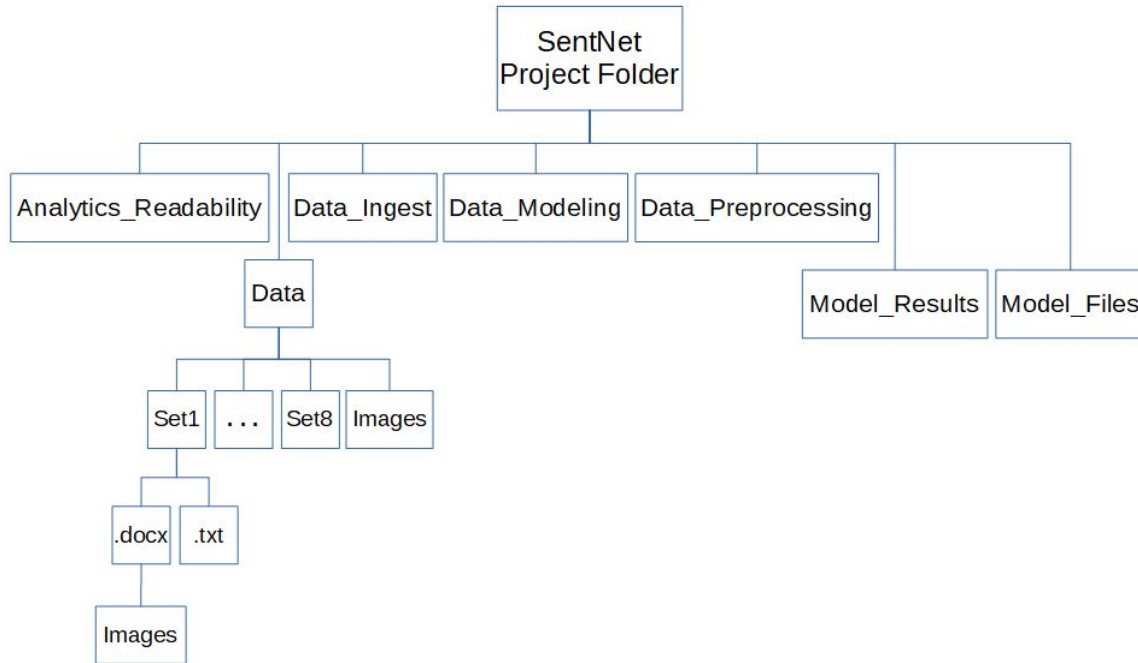 SentNet
Project Folder
Analytics_Readability
Data_Ingest
Data_Modeling
Data_Preprocessing
Data
Model_Results
Model_Files
Set1
...
Set8
Images
.docx
.txt
Images